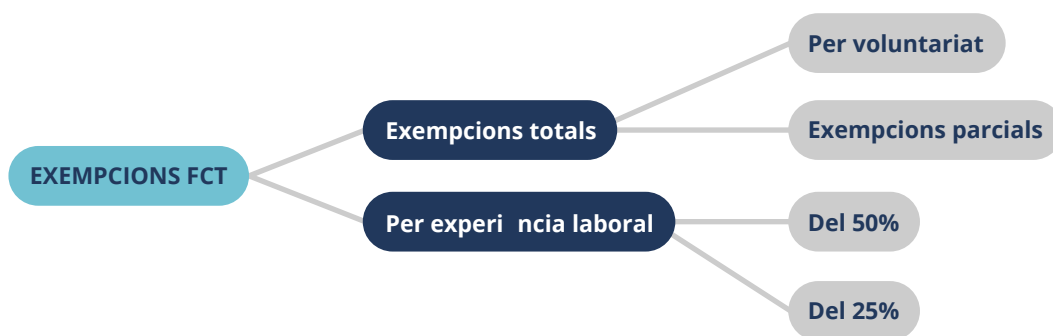 Per voluntariat
Exempcions totals
Exempcions parcials
EXEMPCIONS FCT
Per experi ncia laboral
Del 50%
Del 25%